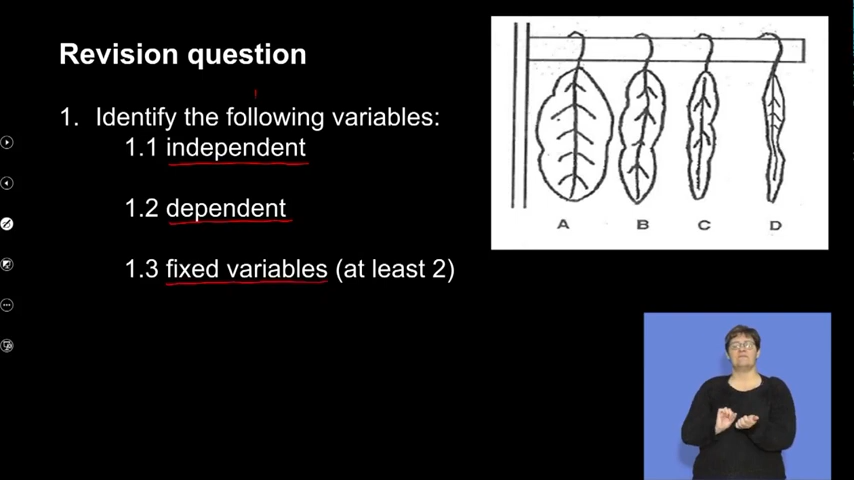 Revision question
1. Identify the following variables:
1.1 independent
1.2 dependent
1.3 fixed variables (at least 2)
A B C D